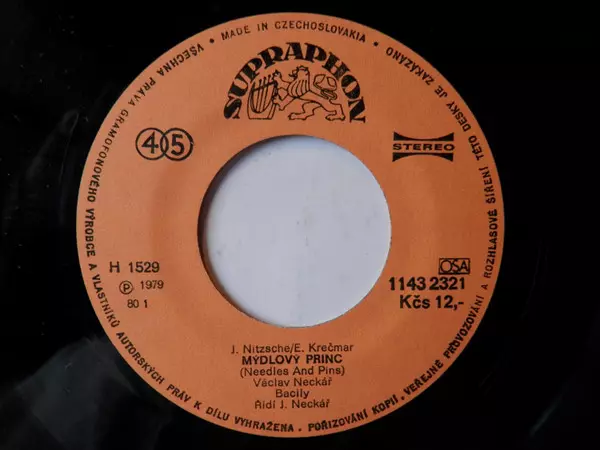 VŠECHNA PRÁVA GRAMOFONOVÉHO VÝROBCE A VLASTNÍKŮ AUTORSKÝCH PRÁV K DÍLU VYHRAŽENA. POŘIZOVÁNÍ KOPIÍ, VEŘEJNÉ PROVOZOVÁNÍ A ROZHLASOVÉ ŠÍŘENÍ TÉTO DESKY JE ZAKÁZÁNO • MADE IN CZECHOSLOVAKIA •
SUPRAPHON
45
STEREO
H 1529
Ⓟ 1979
80 1
OSA
1143 2321
Kčs 12,-
J. Nitzsche/E. Krečmar
MÝDLOVÝ PRINC
(Needles And Pins)
Václav Neckář
Bacily
Řídí J. Neckář